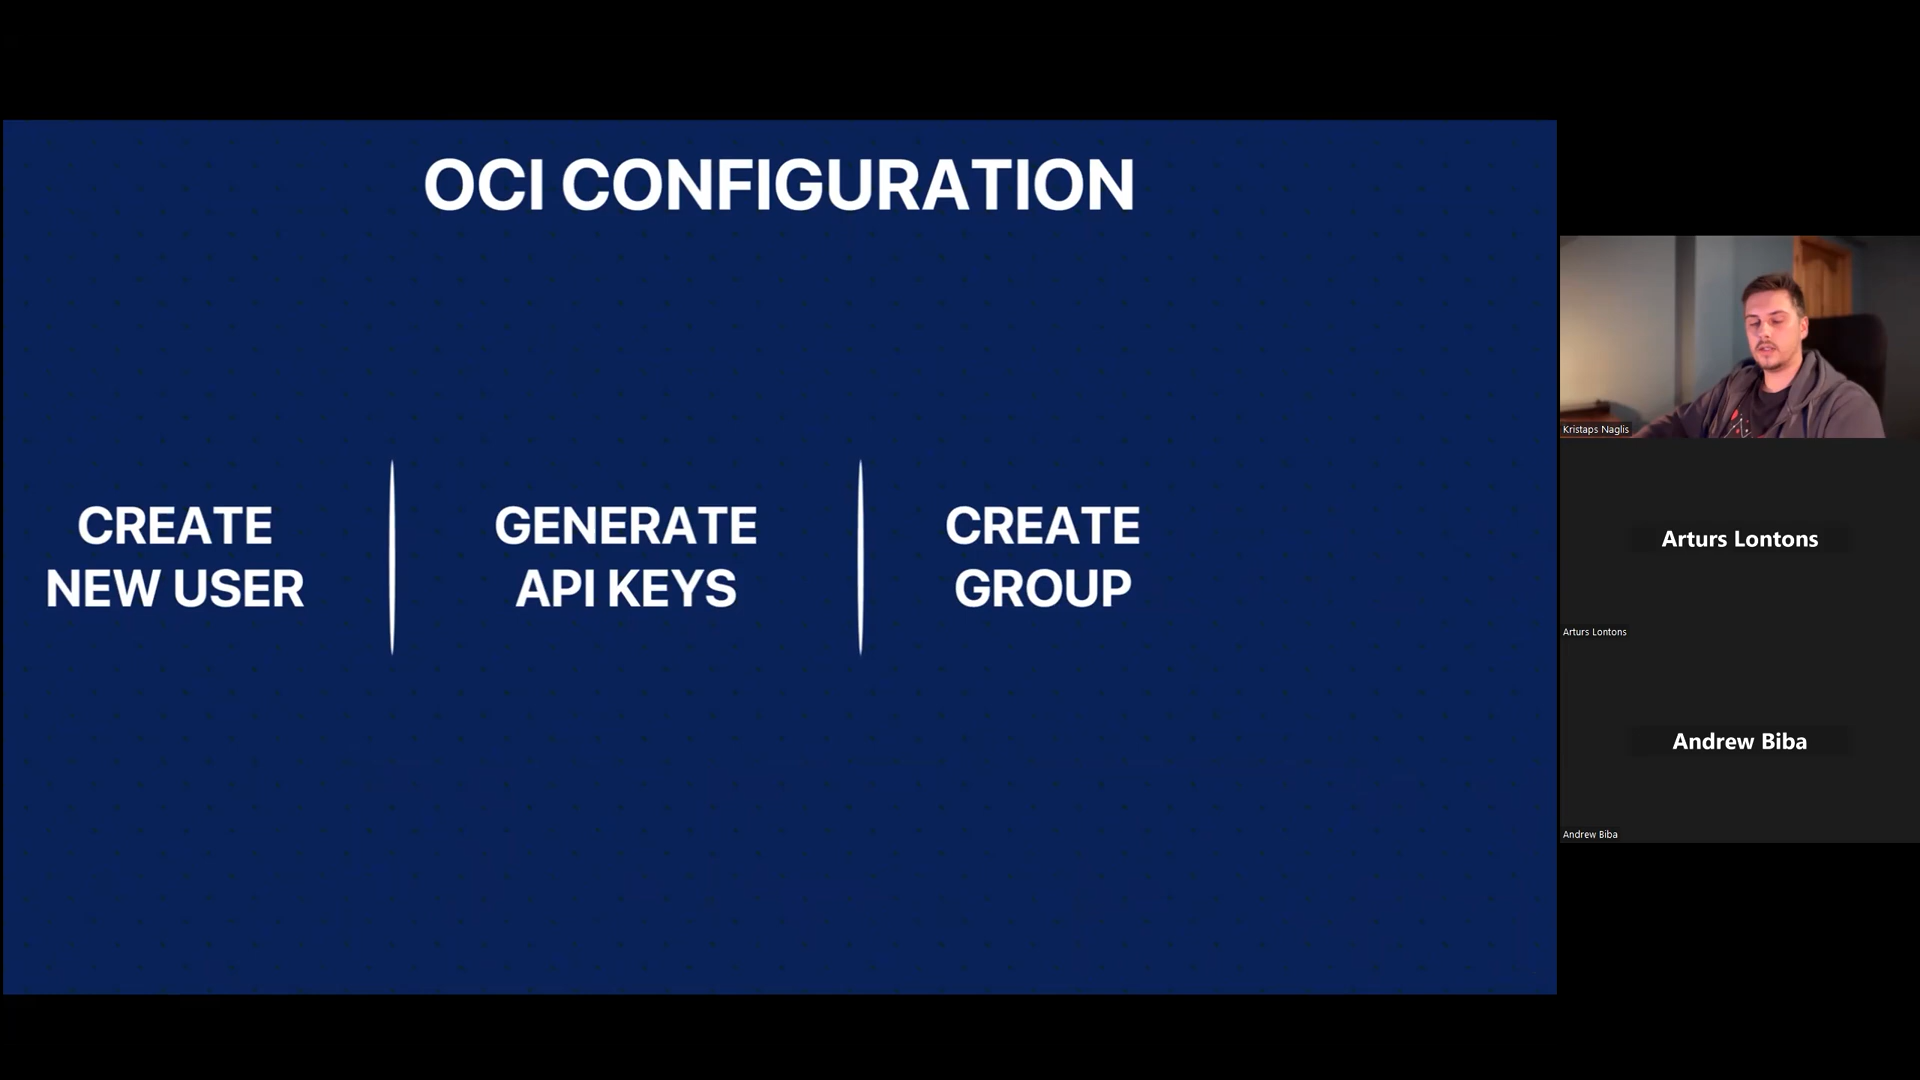 OCI CONFIGURATION
CREATE
NEW USER
GENERATE
API KEYS
CREATE
GROUP
Kristaps Naglis
Arturs Lontons
Arturs Lontons
Andrew Biba
Andrew Biba